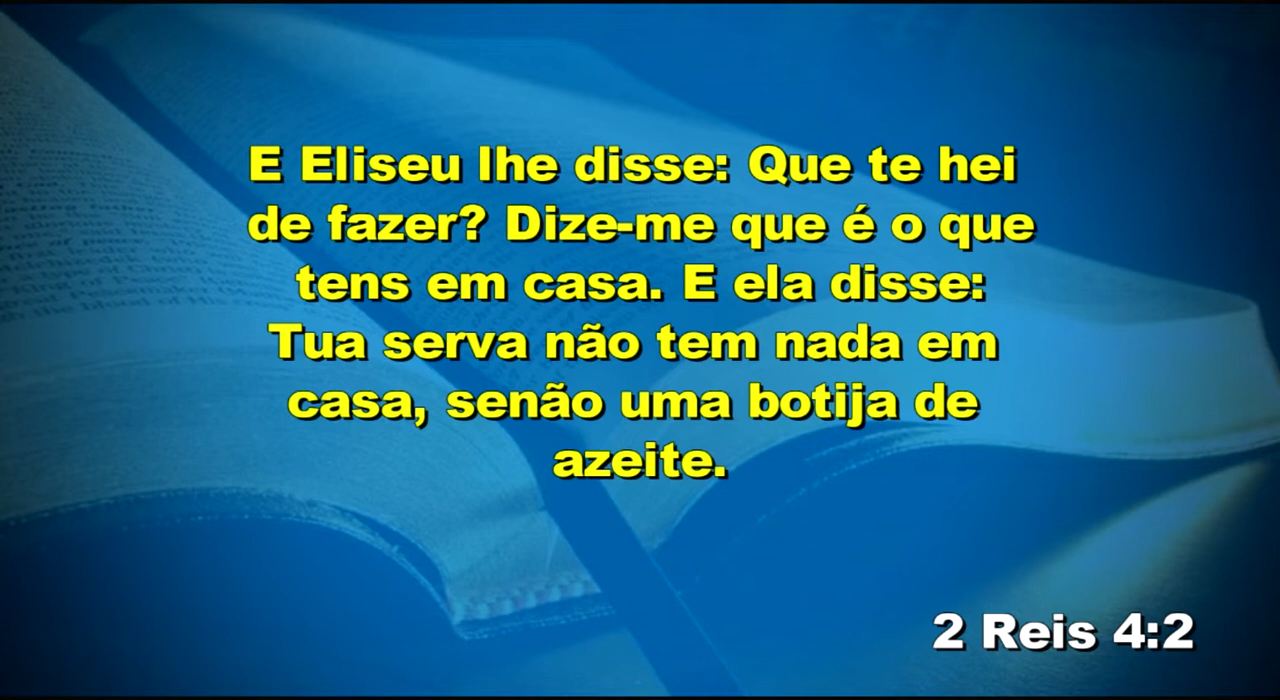 E Eliseu lhe disse: Que te hei
de fazer? Dize-me que é o que
tens em casa. E ela disse:
Tua serva não tem nada em
casa, senão uma botija de
azeite.
2 Reis 4:2